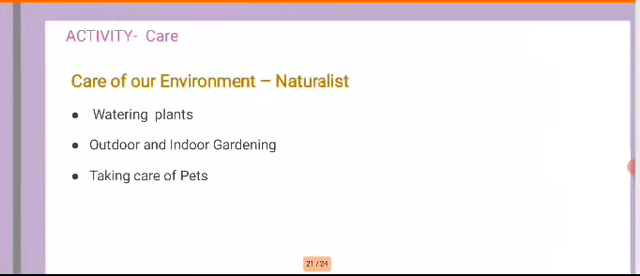 ACTIVITY- Care
Care of our Environment – Naturalist
• Watering plants
• Outdoor and Indoor Gardening
• Taking care of Pets
21 / 24